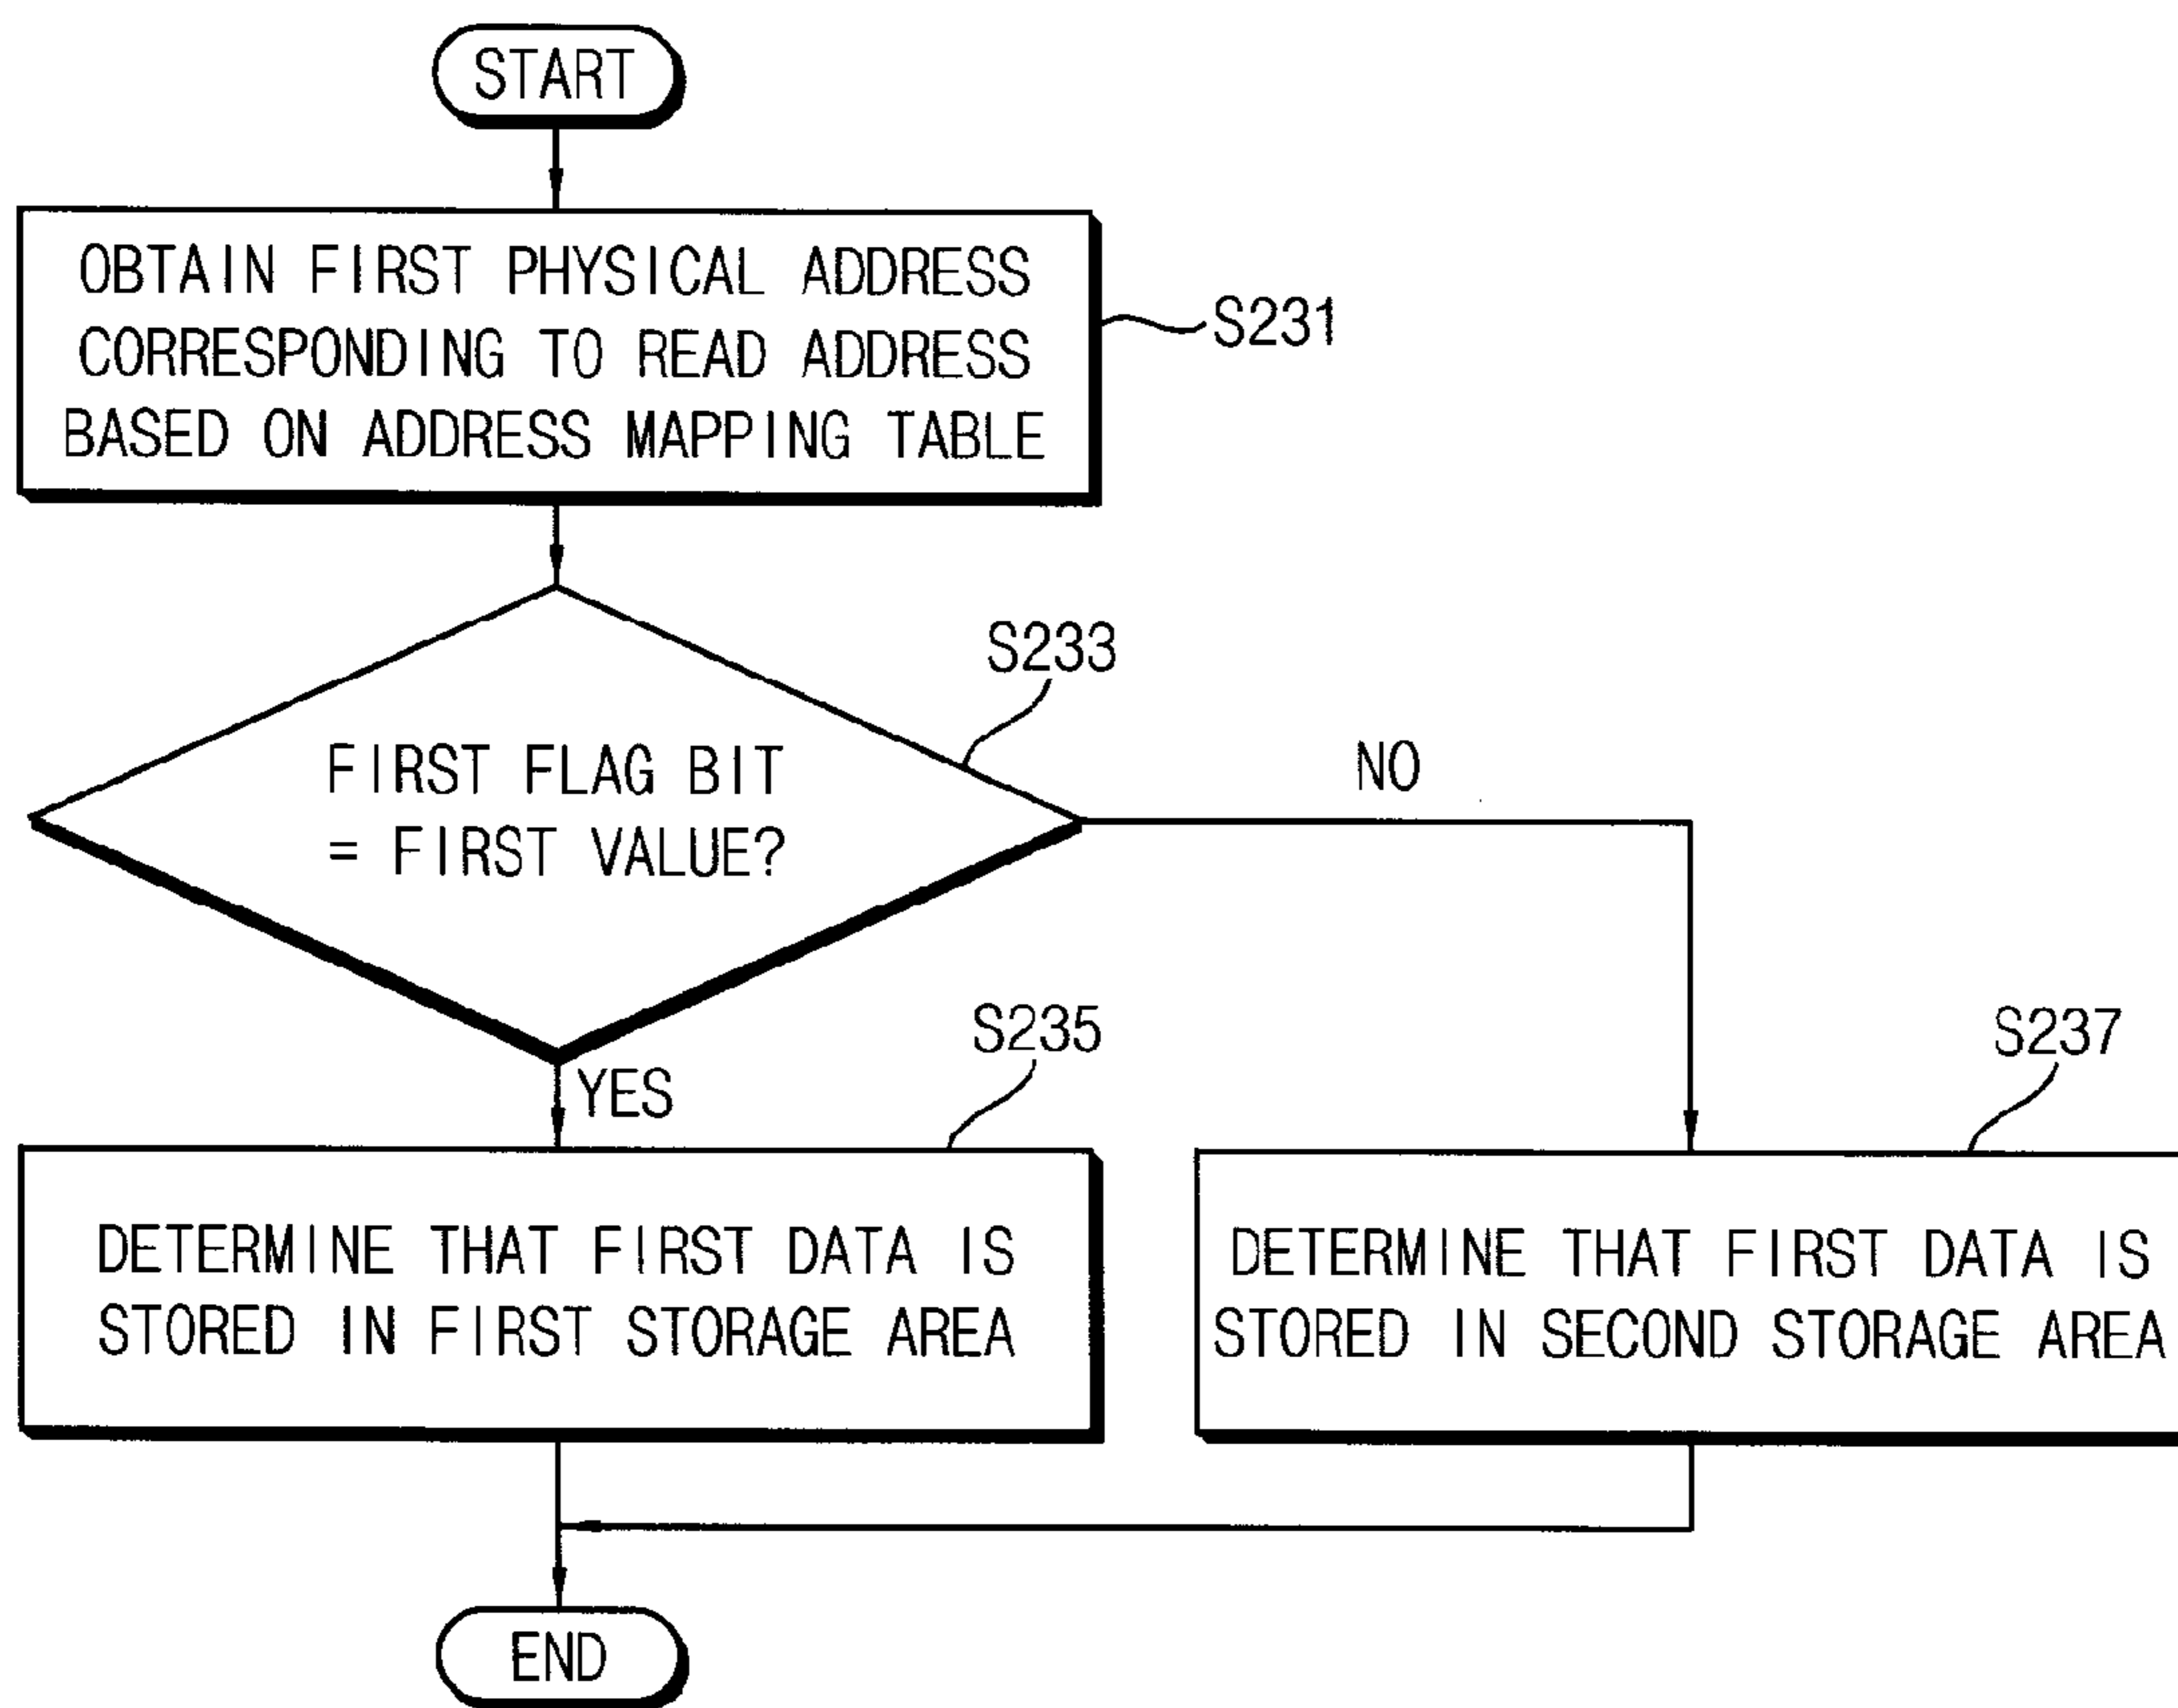 START
OBTAIN FIRST PHYSICAL ADDRESS
CORRESPONDING TO READ ADDRESS
BASED ON ADDRESS MAPPING TABLE
S231
S233
FIRST FLAG BIT
= FIRST VALUE?
NO
YES
S235
DETERMINE THAT FIRST DATA IS
STORED IN FIRST STORAGE AREA
S237
DETERMINE THAT FIRST DATA IS
STORED IN SECOND STORAGE AREA
END